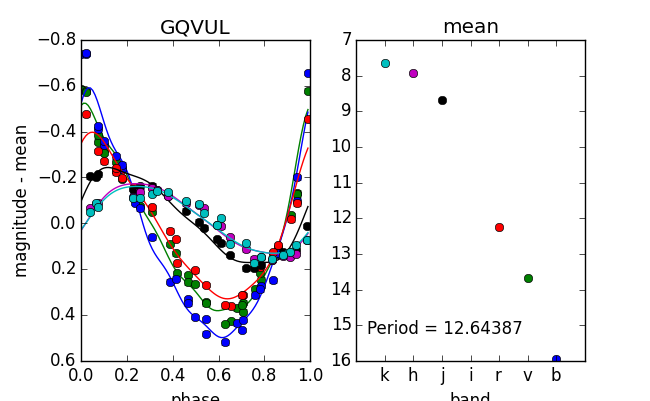 GQVUL
magnitude - mean
−0.8
−0.6
−0.4
−0.2
0.0
0.2
0.4
0.6
0.0 0.2 0.4 0.6 0.8 1.0
phase
mean
7
8
9
10
11
12
13
14
15
16
Period = 12.64387
k h j i r v b
band